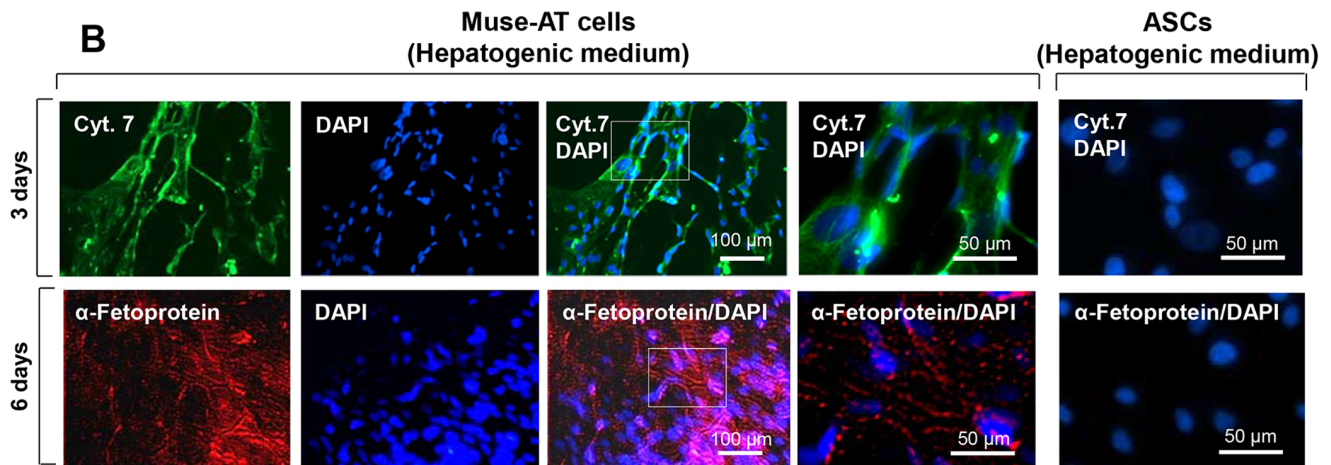 B
Muse-AT cells
(Hepatogenic medium)
ASCs
(Hepatogenic medium)
3 days
Cyt. 7
DAPI
Cyt.7
DAPI
100 µm
Cyt.7
DAPI
50 µm
Cyt.7
DAPI
50 µm
6 days
α-Fetoprotein
DAPI
α-Fetoprotein/DAPI
100 µm
α-Fetoprotein/DAPI
50 µm
α-Fetoprotein/DAPI
50 µm